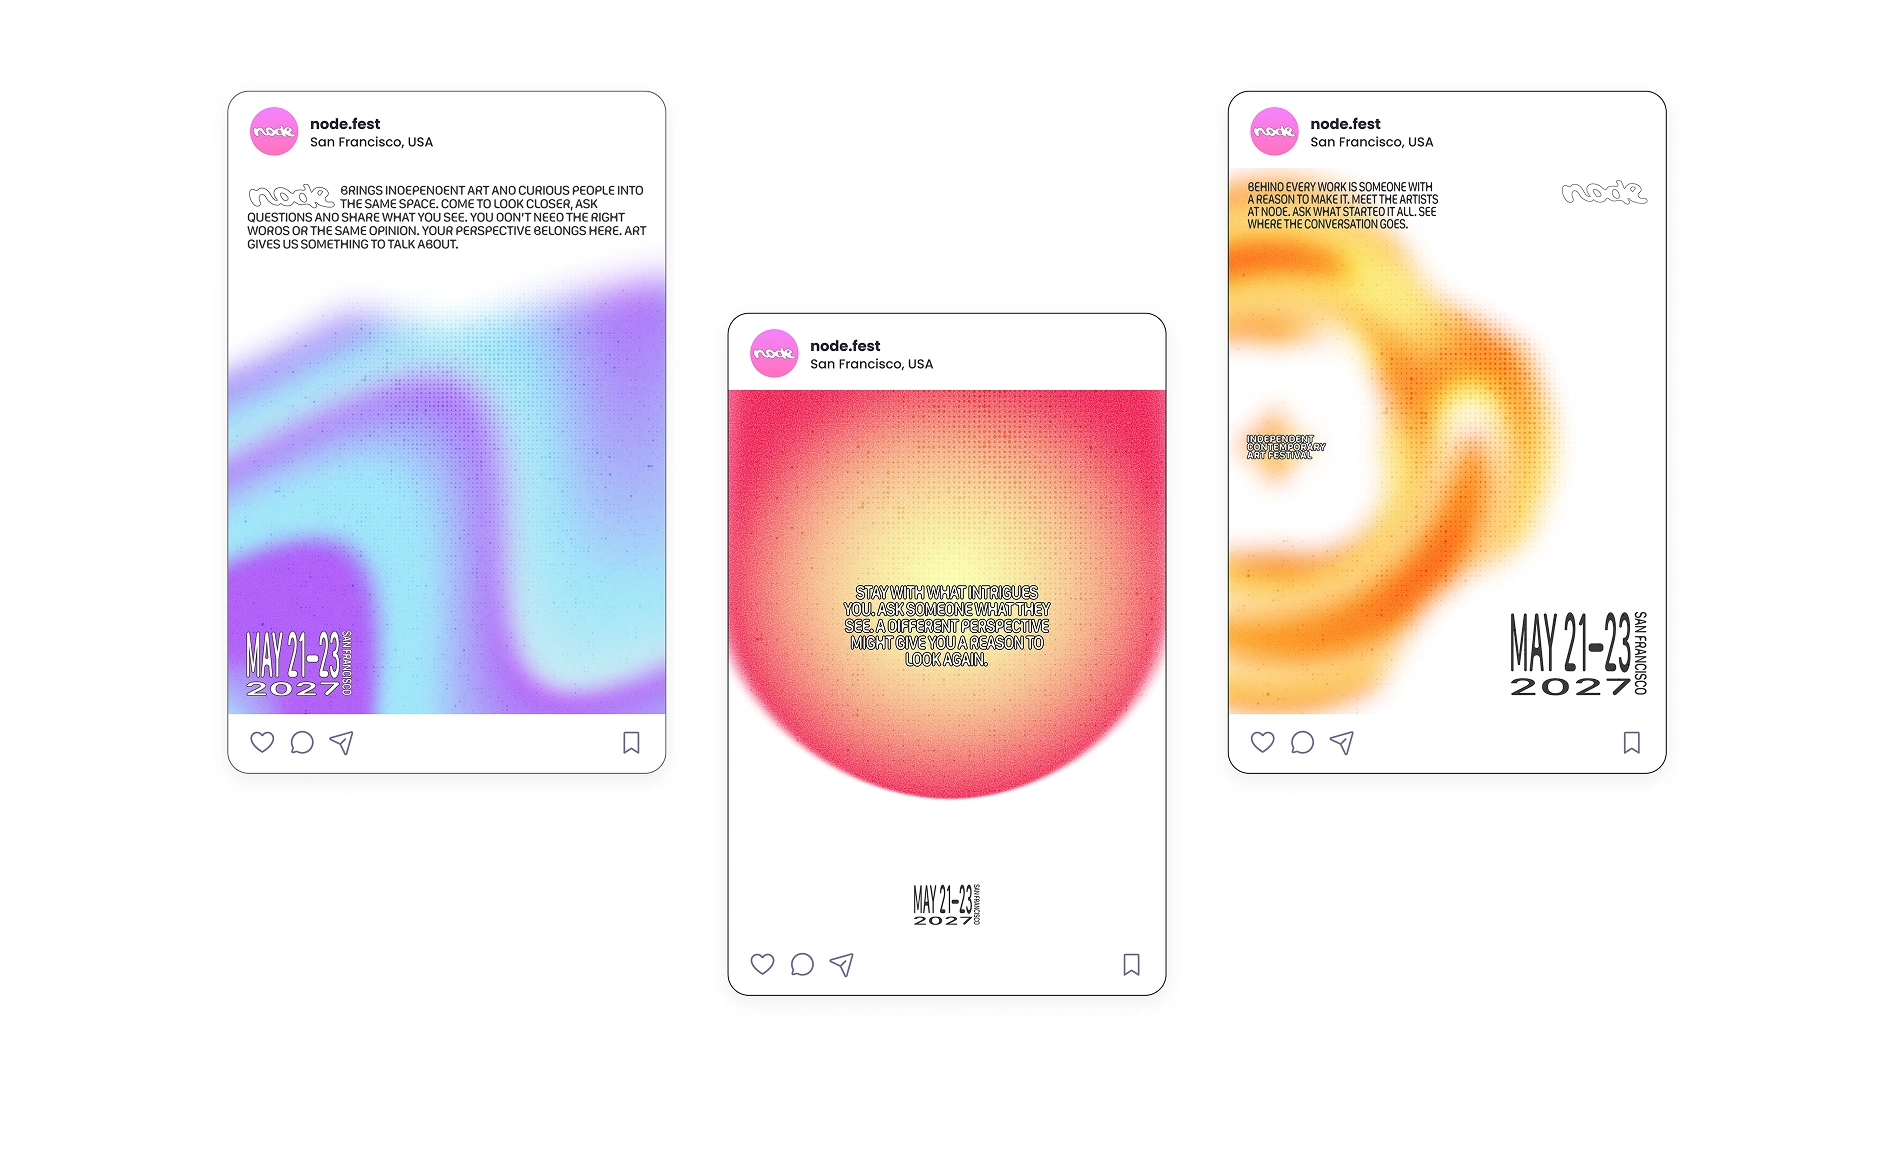 node
node.fest
San Francisco, USA
node BRINGS INDEPENDENT ART AND CURIOUS PEOPLE INTO
THE SAME SPACE. COME TO LOOK CLOSER, ASK
QUESTIONS AND SHARE WHAT YOU SEE. YOU DON'T NEED THE RIGHT
WORDS OR THE SAME OPINION. YOUR PERSPECTIVE BELONGS HERE. ART
GIVES US SOMETHING TO TALK ABOUT.
MAY 21–23
2027
SAN FRANCISCO
node
node.fest
San Francisco, USA
STAY WITH WHAT INTRIGUES
YOU. ASK SOMEONE WHAT THEY
SEE. A DIFFERENT PERSPECTIVE
MIGHT GIVE YOU A REASON TO
LOOK AGAIN.
MAY 21–23
2027
SAN FRANCISCO
node
node.fest
San Francisco, USA
BEHIND EVERY WORK IS SOMEONE WITH
A REASON TO MAKE IT. MEET THE ARTISTS
AT NODE. ASK WHAT STARTED IT ALL. SEE
WHERE THE CONVERSATION GOES.
node
INDEPENDENT
CONTEMPORARY
ART FESTIVAL
MAY 21–23
2027
SAN FRANCISCO